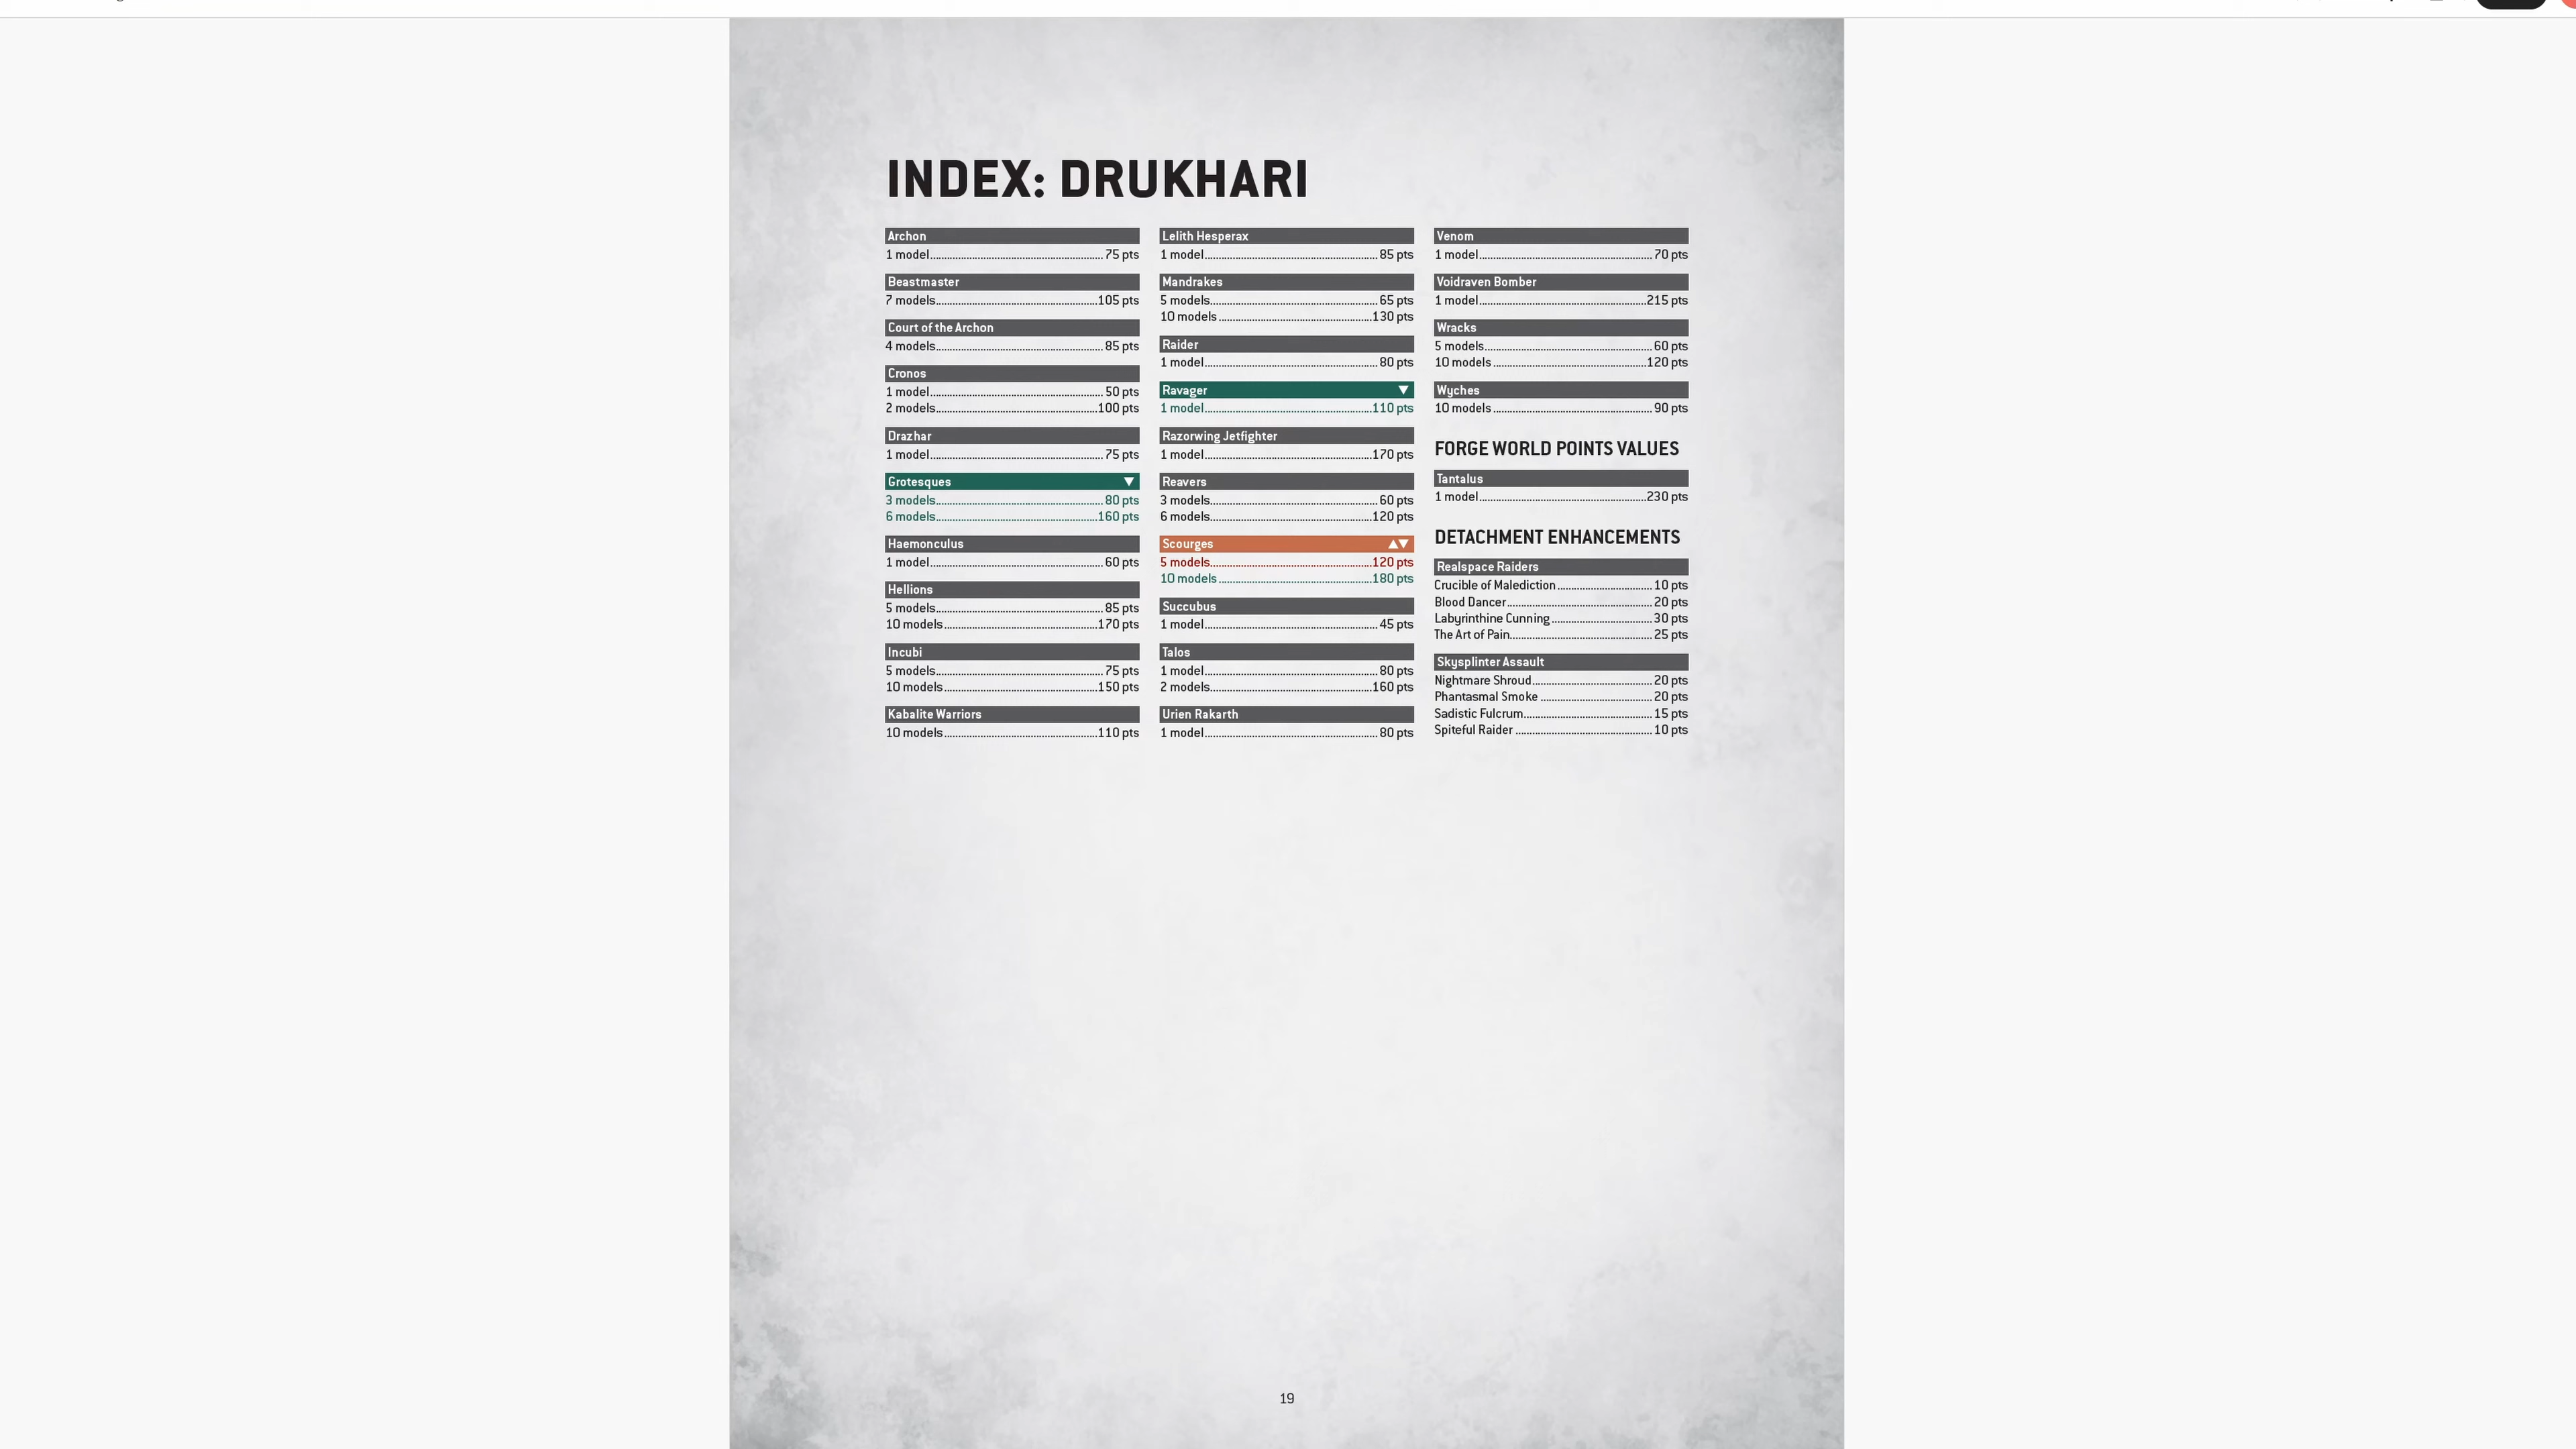 INDEX: DRUKHARI
Archon
1 model 75 pts
Beastmaster
7 models 105 pts
Court of the Archon
4 models 85 pts
Cronos
1 model 50 pts
2 models 100 pts
Drazhar
1 model 75 pts
Grotesques ▼
3 models 80 pts
6 models 160 pts
Haemonculus
1 model 60 pts
Hellions
5 models 85 pts
10 models 170 pts
Incubi
5 models 75 pts
10 models 150 pts
Kabalite Warriors
10 models 110 pts
Lelith Hesperax
1 model 85 pts
Mandrakes
5 models 65 pts
10 models 130 pts
Raider
1 model 80 pts
Ravager ▼
1 model 110 pts
Razorwing Jetfighter
1 model 170 pts
Reavers
3 models 60 pts
6 models 120 pts
Scourges ▲▼
5 models 120 pts
10 models 180 pts
Succubus
1 model 45 pts
Talos
1 model 80 pts
2 models 160 pts
Urien Rakarth
1 model 80 pts
Venom
1 model 70 pts
Voidraven Bomber
1 model 215 pts
Wracks
5 models 60 pts
10 models 120 pts
Wyches
10 models 90 pts
FORGE WORLD POINTS VALUES
Tantalus
1 model 230 pts
DETACHMENT ENHANCEMENTS
Realspace Raiders
Crucible of Malediction 10 pts
Blood Dancer 20 pts
Labyrinthine Cunning 30 pts
The Art of Pain 25 pts
Skysplinter Assault
Nightmare Shroud 20 pts
Phantasmal Smoke 20 pts
Sadistic Fulcrum 15 pts
Spiteful Raider 10 pts
19